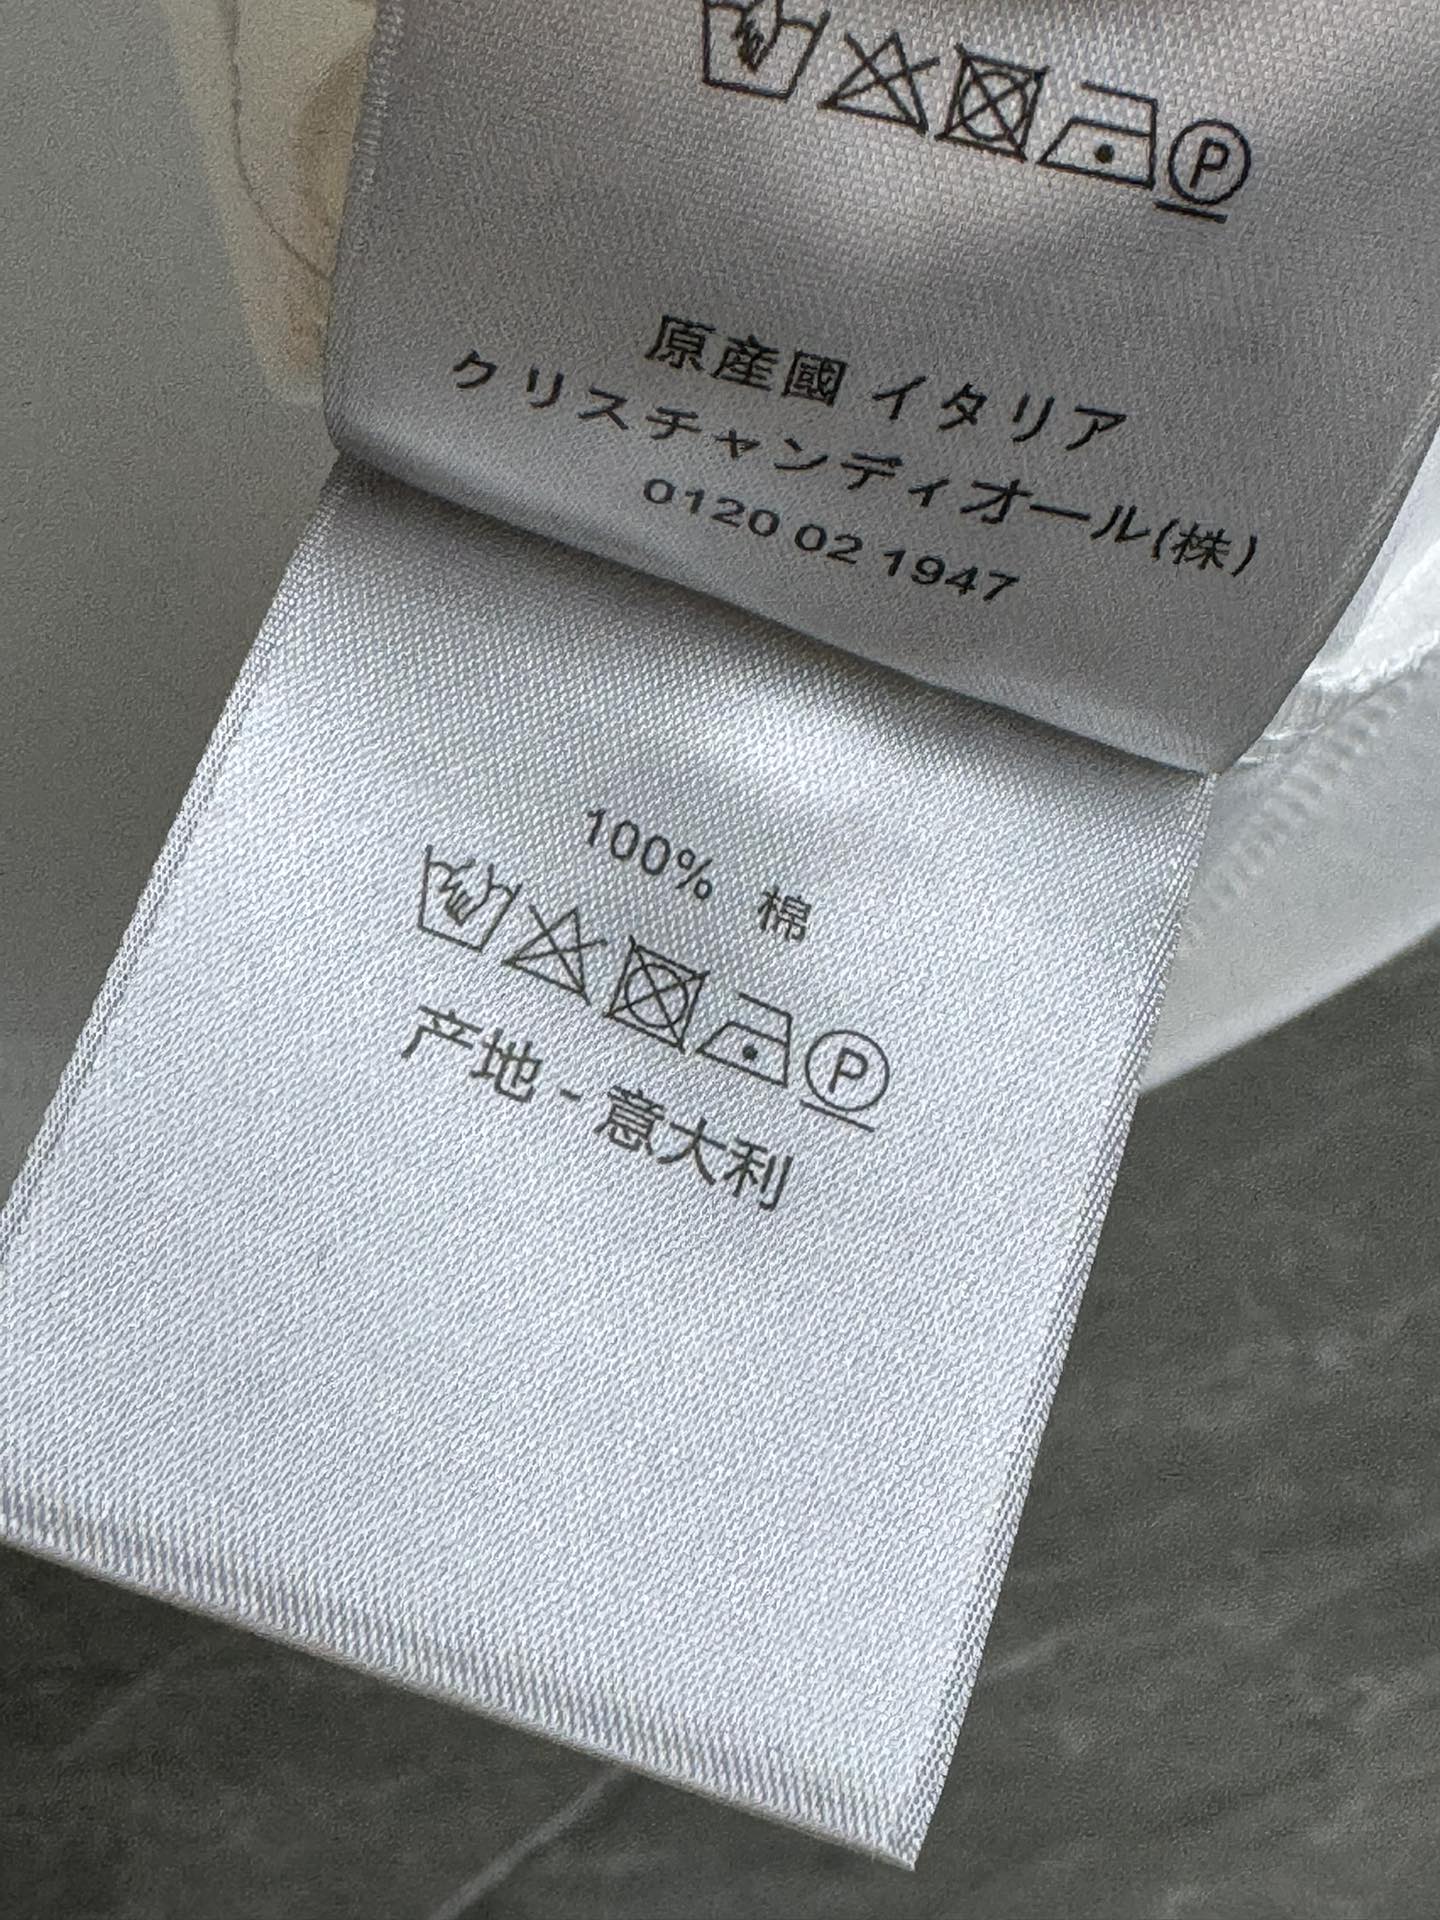 P
原産國 イタリア
クリスチャンディオール(株)
0120 02 1947
100% 棉
P
产地 - 意大利